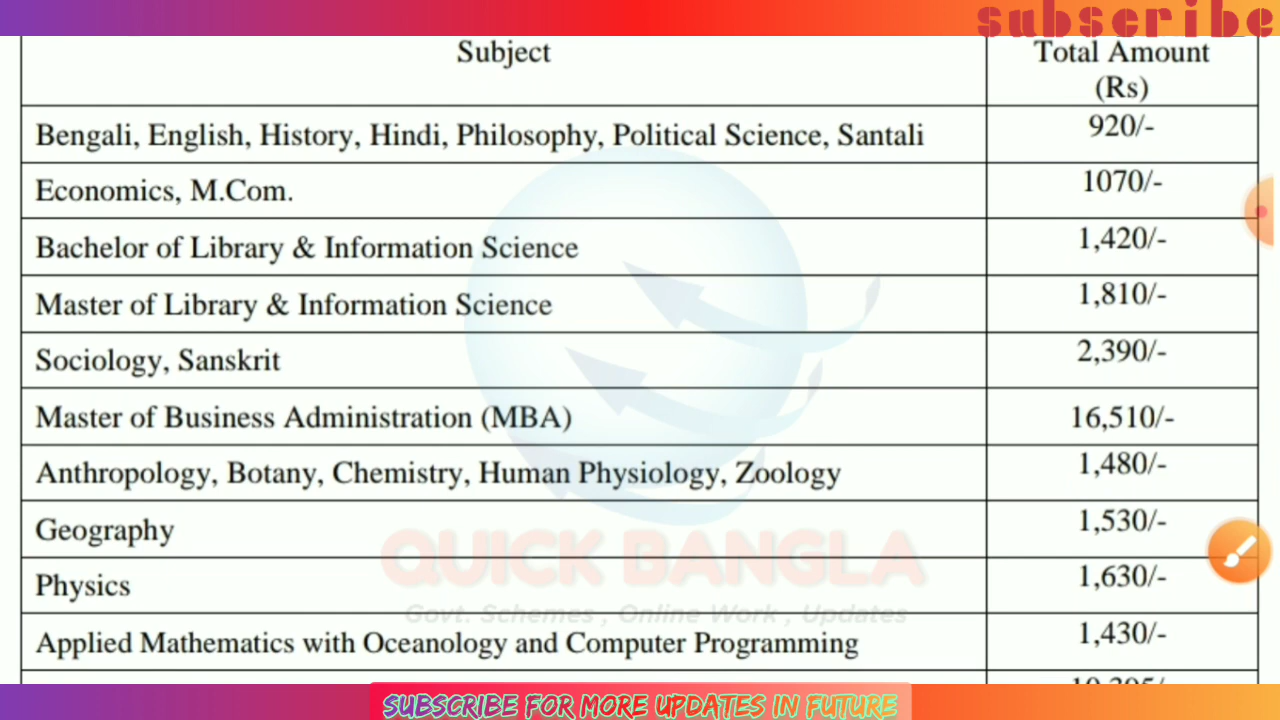 subscribe
Subject Total Amount
(Rs)
Bengali, English, History, Hindi, Philosophy, Political Science, Santali 920/-
Economics, M.Com. 1070/-
Bachelor of Library & Information Science 1,420/-
Master of Library & Information Science 1,810/-
Sociology, Sanskrit 2,390/-
Master of Business Administration (MBA) 16,510/-
Anthropology, Botany, Chemistry, Human Physiology, Zoology 1,480/-
Geography 1,530/-
QUICK BANGLA
Physics 1,630/-
Govt. Schemes , Online Work , Updates
Applied Mathematics with Oceanology and Computer Programming 1,430/-
SUBSCRIBE FOR MORE UPDATES IN FUTURE